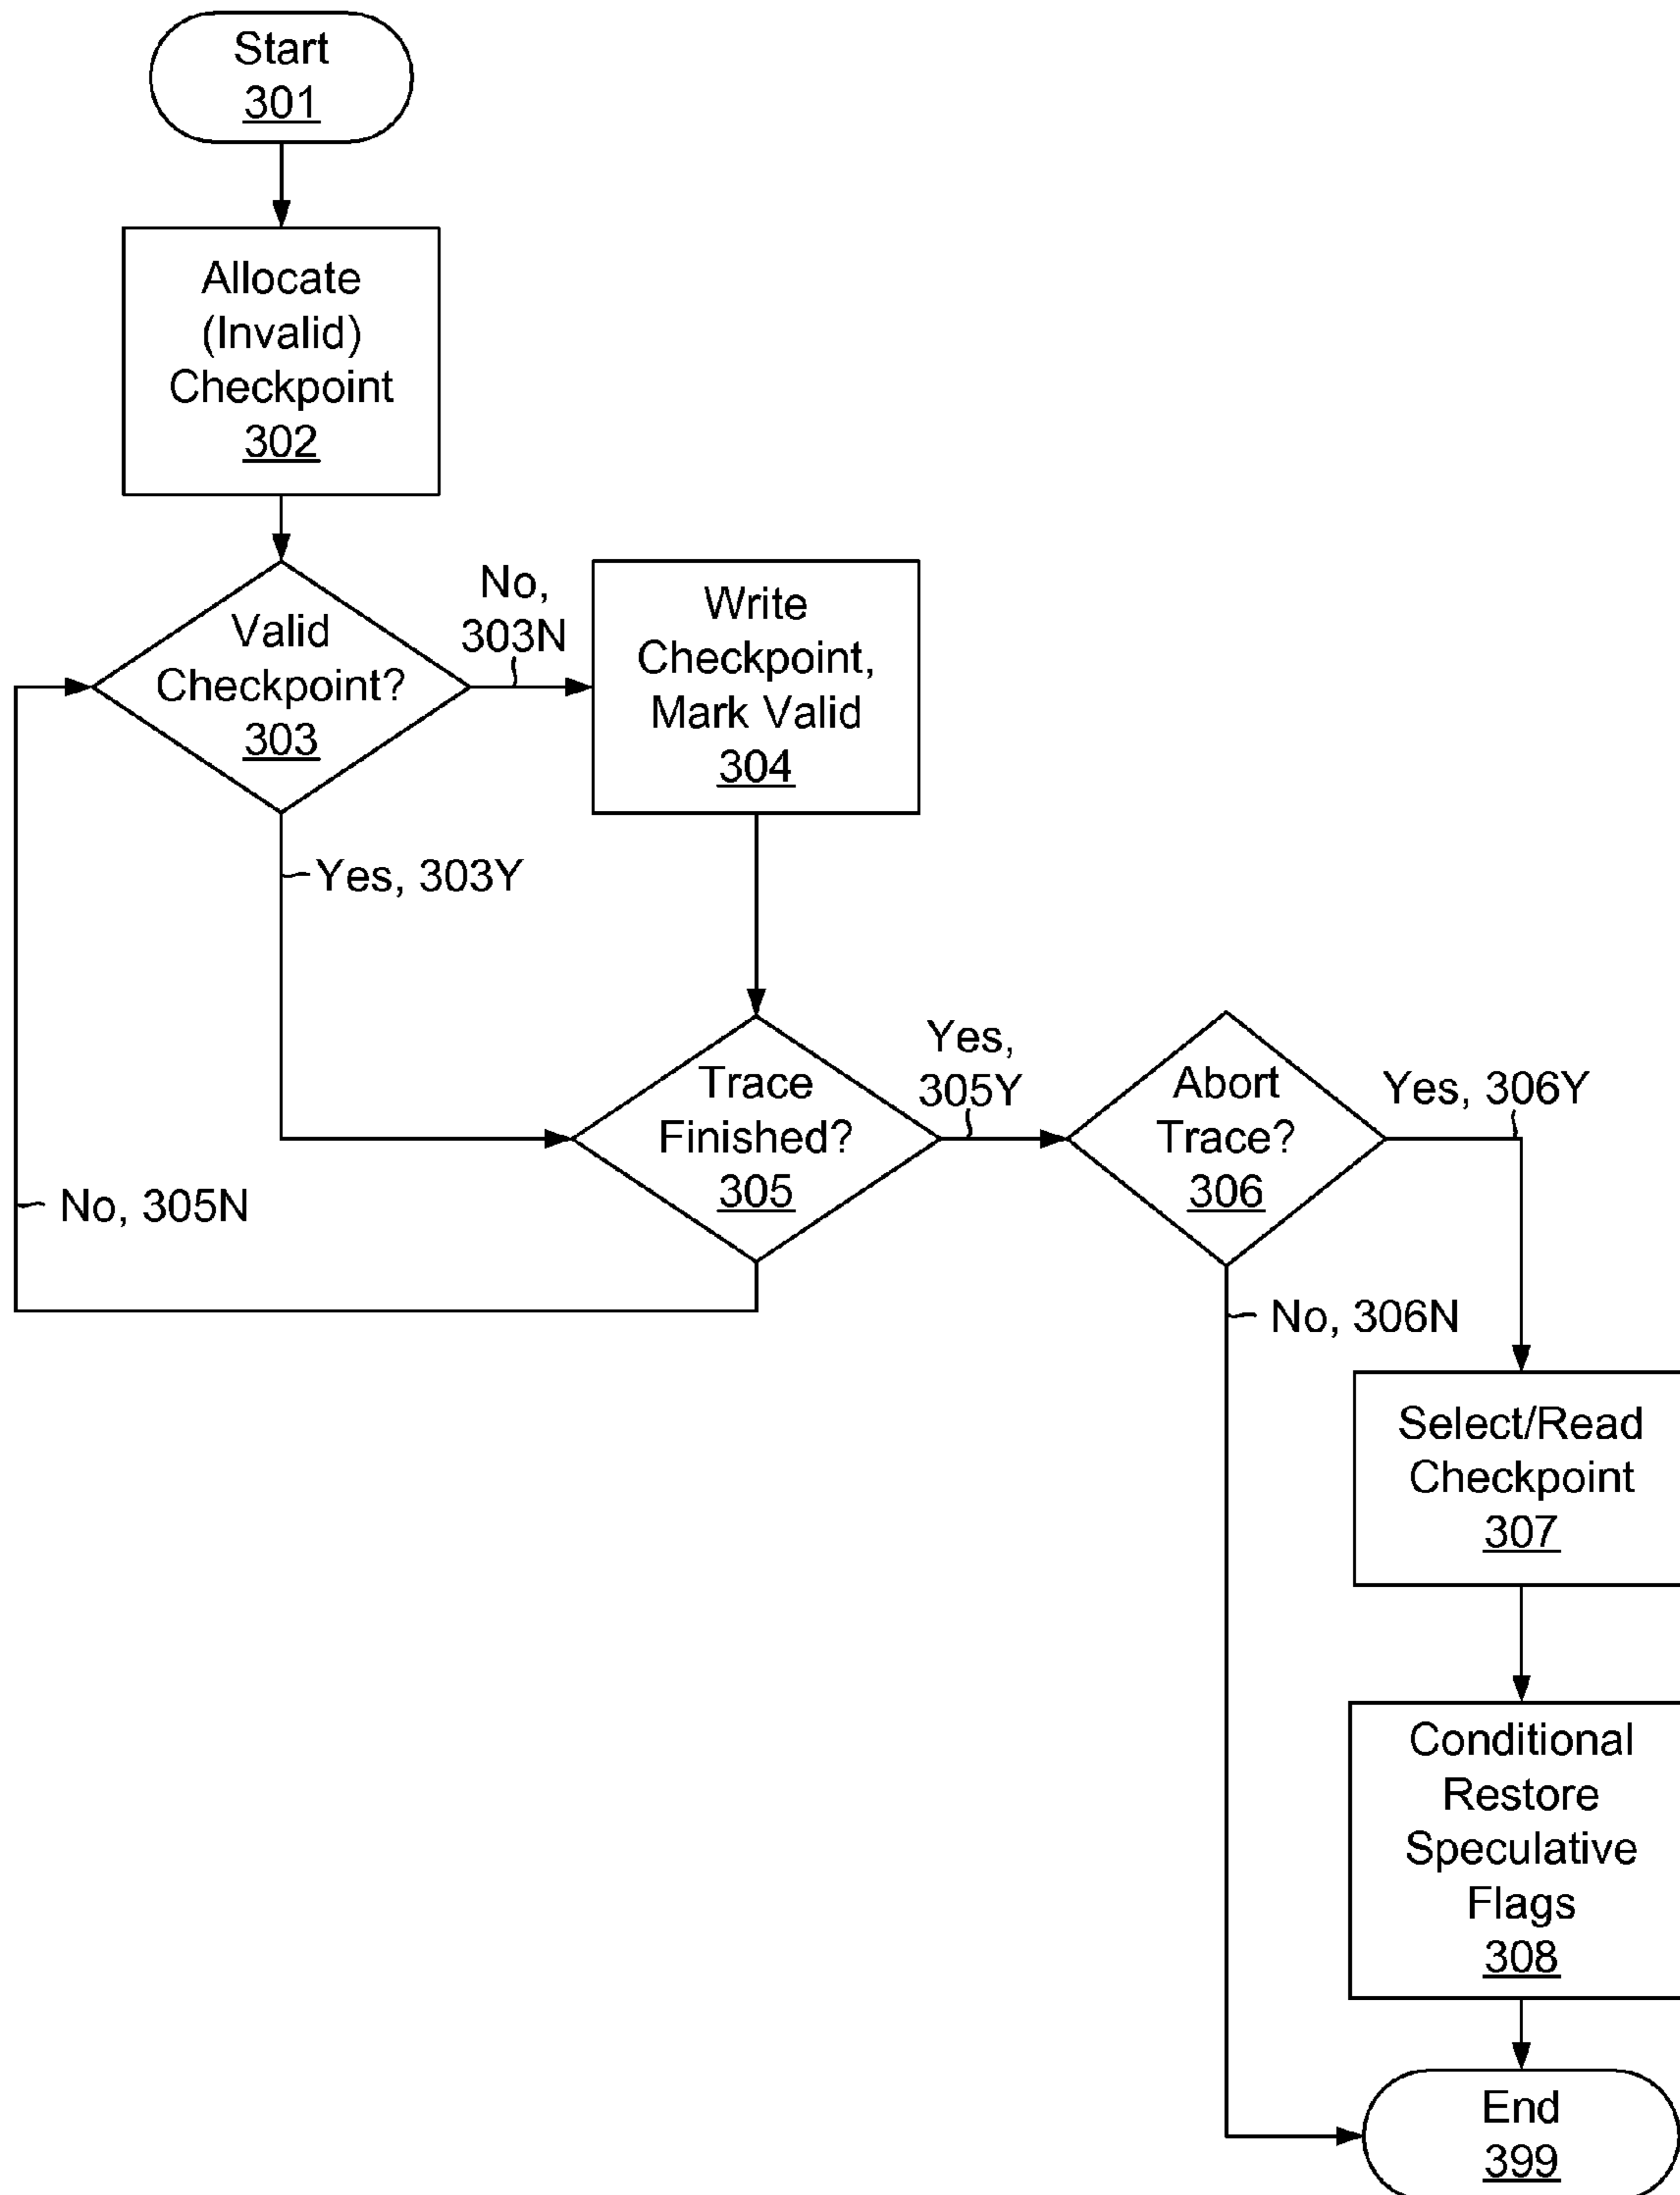 Start
301
Allocate
(Invalid)
Checkpoint
302
Valid
Checkpoint?
303
No,
303N
Write
Checkpoint,
Mark Valid
304
Yes, 303Y
Trace
Finished?
305
Yes,
305Y
Abort
Trace?
306
Yes, 306Y
No, 305N
No, 306N
Select/Read
Checkpoint
307
Conditional
Restore
Speculative
Flags
308
End
399